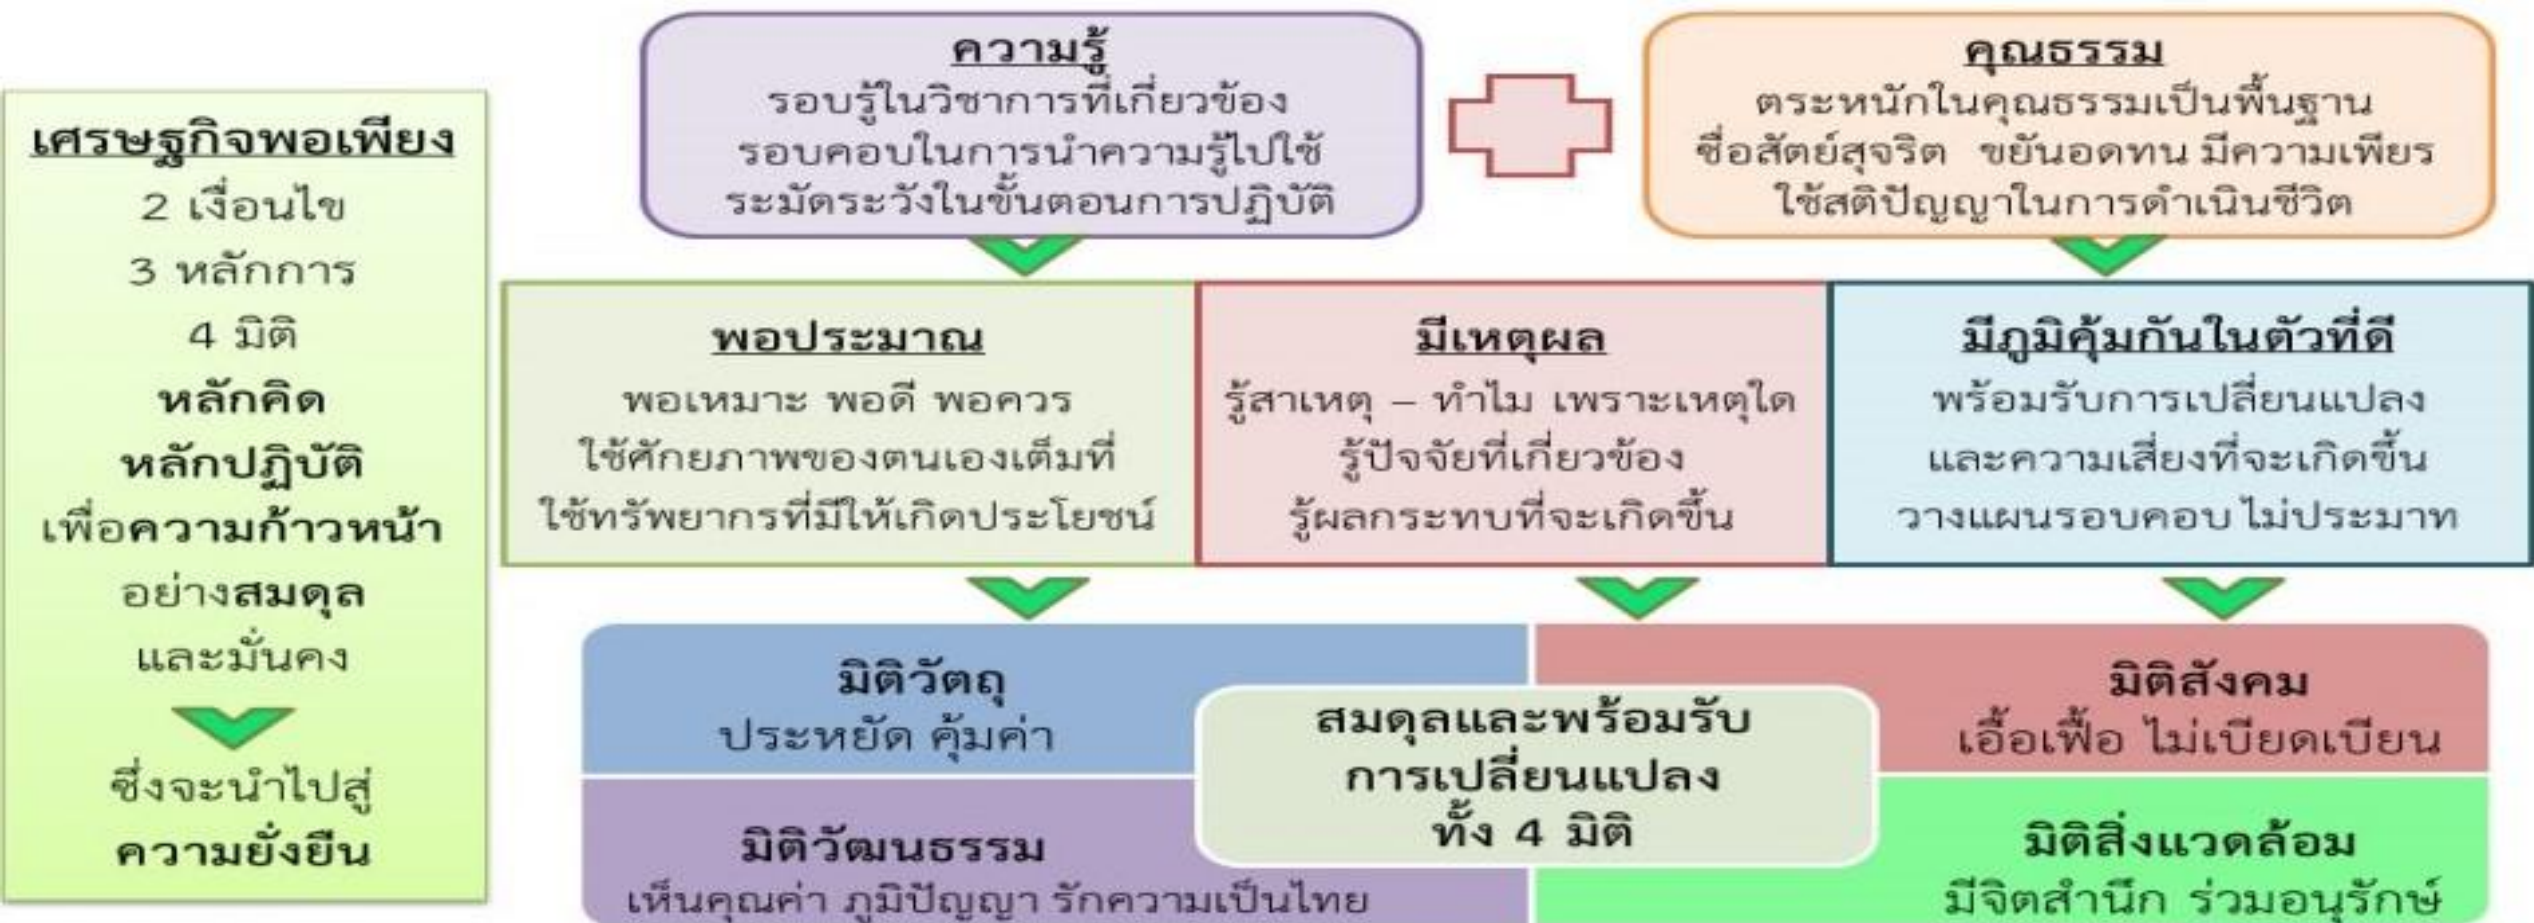 เศรษฐกิจพอเพียง
2 เงื่อนไข
3 หลักการ
4 มิติ
หลักคิด
หลักปฏิบัติ
เพื่อความก้าวหน้า
อย่างสมดุล
และมั่นคง
ซึ่งจะนำไปสู่
ความยั่งยืน
ความรู้
รอบรู้ในวิชาการที่เกี่ยวข้อง
รอบคอบในการนำความรู้ไปใช้
ระมัดระวังในขั้นตอนการปฏิบัติ
คุณธรรม
ตระหนักในคุณธรรมเป็นพื้นฐาน
ซื่อสัตย์สุจริต ขยันอดทน มีความเพียร
ใช้สติปัญญาในการดำเนินชีวิต
พอประมาณ
พอเหมาะ พอดี พอควร
ใช้ศักยภาพของตนเองเต็มที่
ใช้ทรัพยากรที่มีให้เกิดประโยชน์
มีเหตุผล
รู้สาเหตุ – ทำไม เพราะเหตุใด
รู้ปัจจัยที่เกี่ยวข้อง
รู้ผลกระทบที่จะเกิดขึ้น
มีภูมิคุ้มกันในตัวที่ดี
พร้อมรับการเปลี่ยนแปลง
และความเสี่ยงที่จะเกิดขึ้น
วางแผนรอบคอบ ไม่ประมาท
มิติวัตถุ
ประหยัด คุ้มค่า
มิติสังคม
เอื้อเฟื้อ ไม่เบียดเบียน
สมดุลและพร้อมรับ
การเปลี่ยนแปลง
ทั้ง 4 มิติ
มิติวัฒนธรรม
เห็นคุณค่า ภูมิปัญญา รักความเป็นไทย
มิติสิ่งแวดล้อม
มีจิตสำนึก ร่วมอนุรักษ์